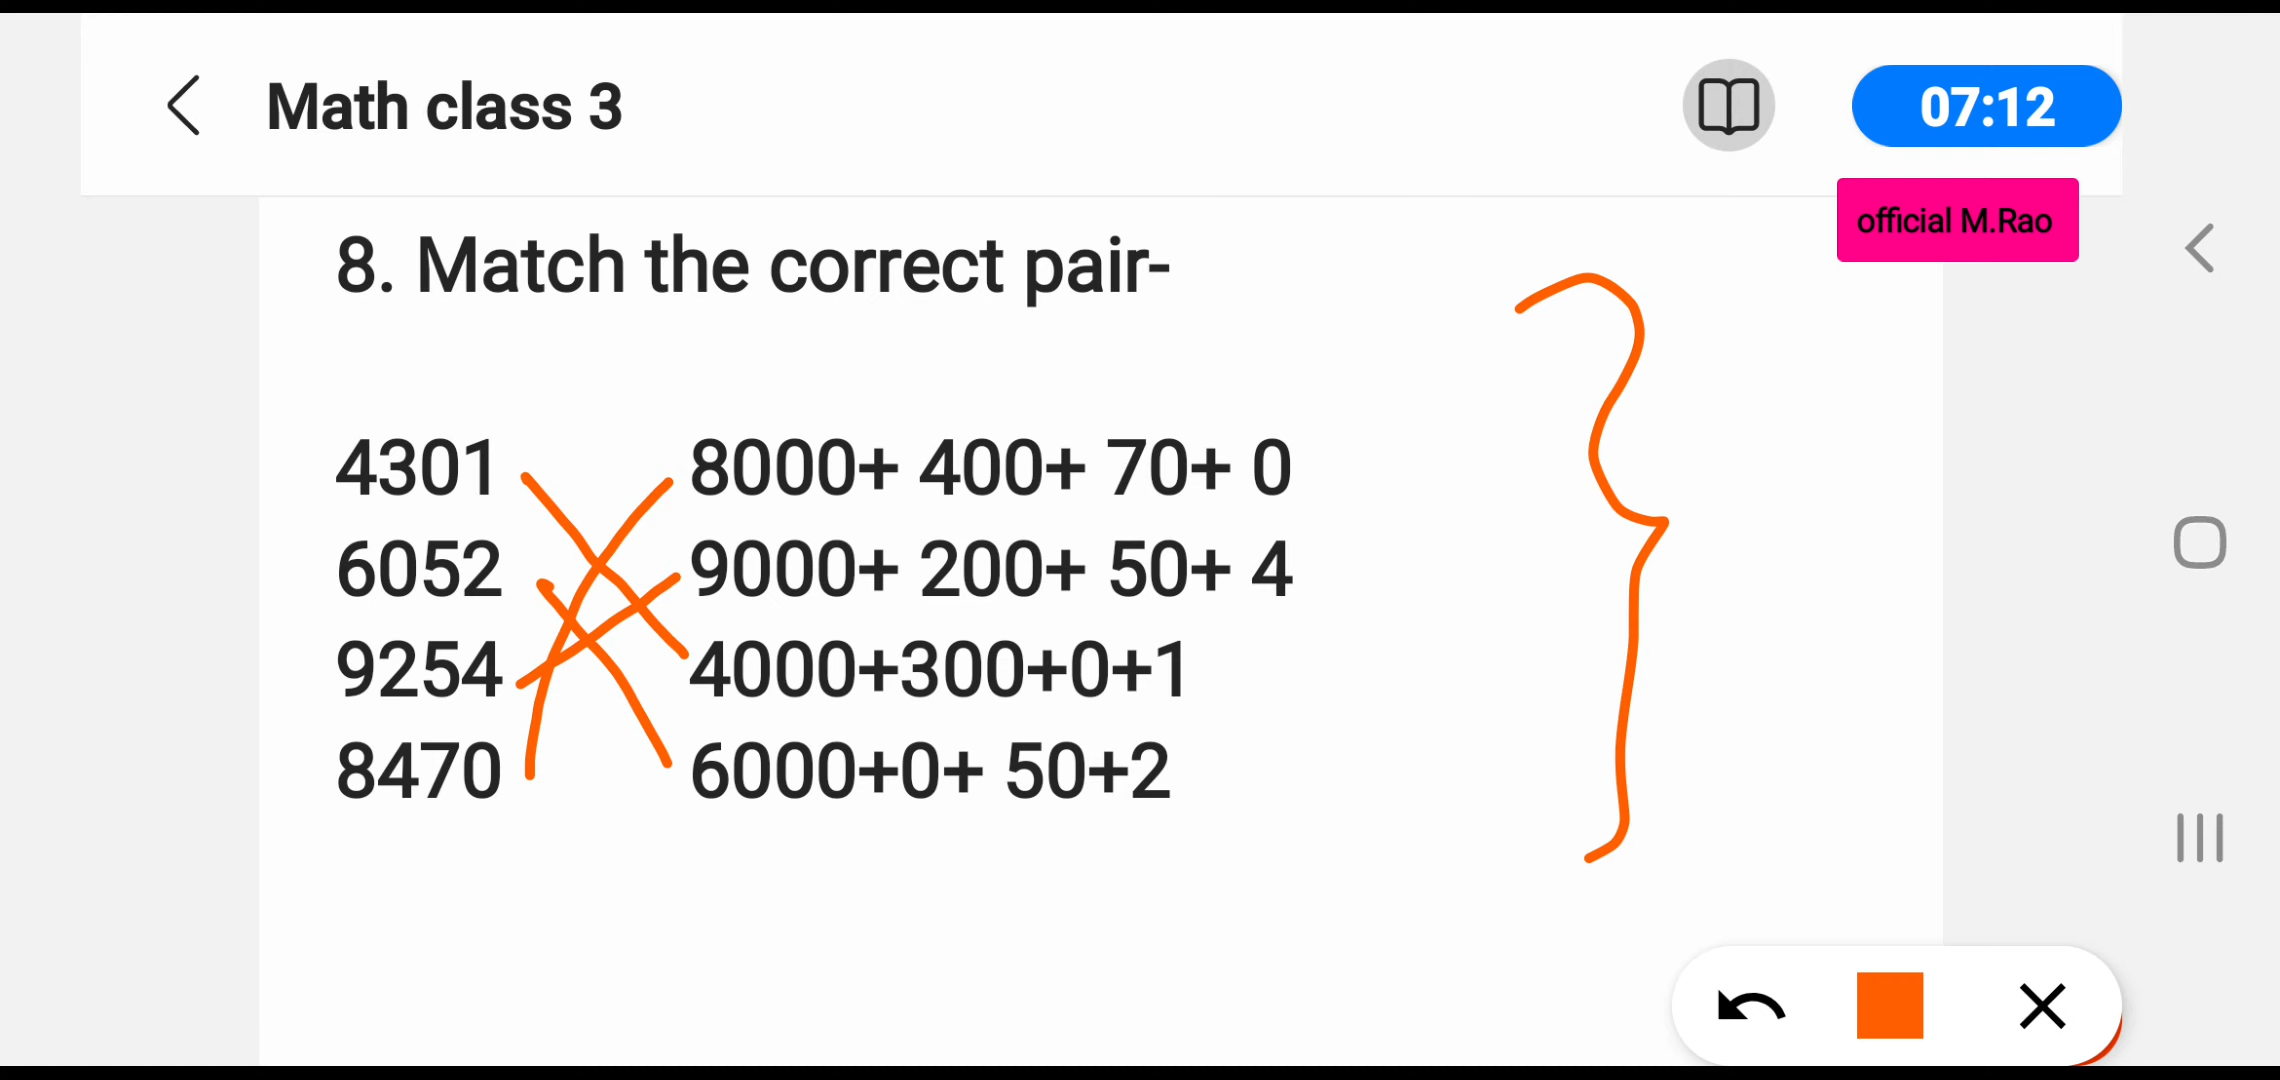 Math class 3
07:12
official M.Rao
8. Match the correct pair-
4301 8000+ 400+ 70+ 0
6052 9000+ 200+ 50+ 4
9254 4000+300+0+1
8470 6000+0+ 50+2